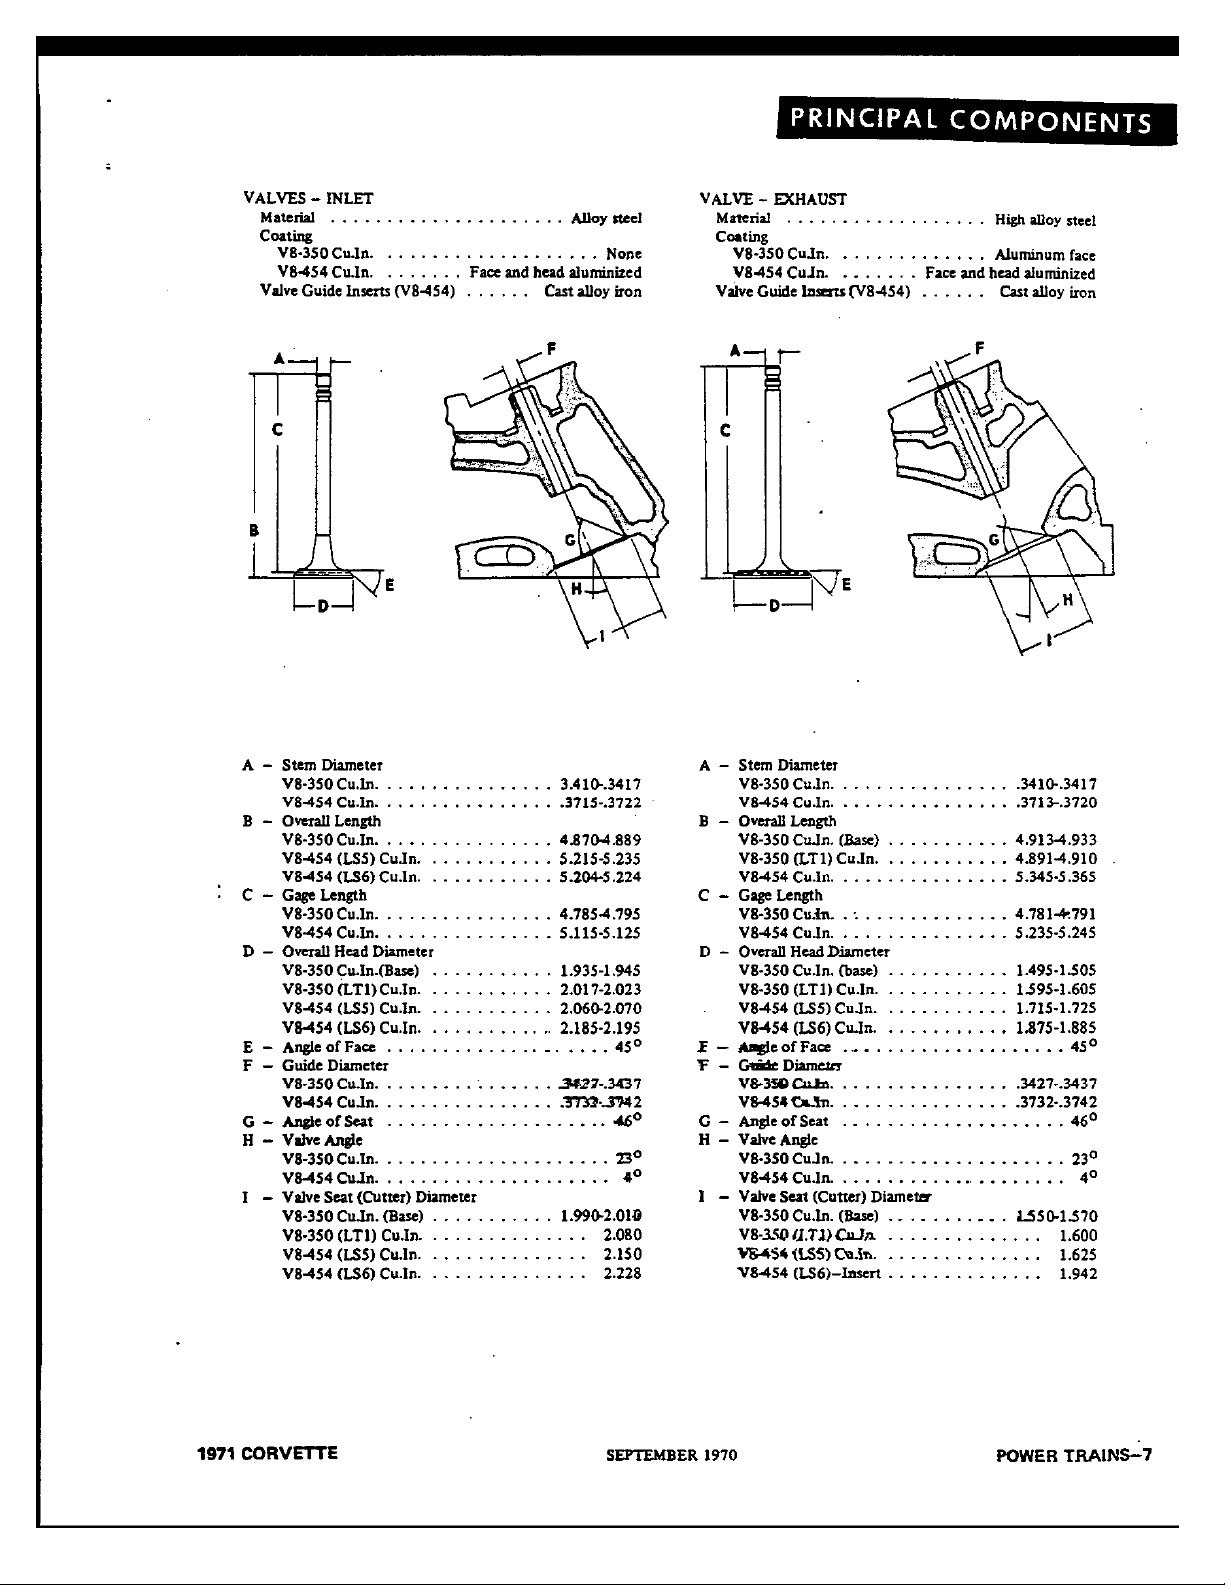 PRINCIPAL COMPONENTS
VALVES – INLET
Material . . . . . . . . . . . . . . . . . . . . . Alloy steel
Coating
V8-350 Cu.In. . . . . . . . . . . . . . . . . . . . None
V8-454 Cu.In. . . . . . . . Face and head aluminized
Valve Guide Inserts (V8-454) . . . . . . Cast alloy iron
VALVE – EXHAUST
Material . . . . . . . . . . . . . . . . . . High alloy steel
Coating
V8-350 Cu.In. . . . . . . . . . . . . . Aluminum face
V8-454 Cu.In. . . . . . . . Face and head aluminized
Valve Guide Inserts (V8-454) . . . . . . Cast alloy iron
A
B
C
D
E
F
G
H
I
A
C
D
E
F
G
H
I
A – Stem Diameter
V8-350 Cu.In. . . . . . . . . . . . . . . . 3.410-.3417
V8-454 Cu.In. . . . . . . . . . . . . . . . .3715-.3722
B – Overall Length
V8-350 Cu.In. . . . . . . . . . . . . . . . 4.870-4.889
V8-454 (LS5) Cu.In. . . . . . . . . . . . 5.215-5.235
V8-454 (LS6) Cu.In. . . . . . . . . . . . 5.204-5.224
C – Gage Length
V8-350 Cu.In. . . . . . . . . . . . . . . . 4.785-4.795
V8-454 Cu.In. . . . . . . . . . . . . . . . 5.115-5.125
D – Overall Head Diameter
V8-350 Cu.In.(Base) . . . . . . . . . . . 1.935-1.945
V8-350 (LT1) Cu.In. . . . . . . . . . . . 2.017-2.023
V8-454 (LS5) Cu.In. . . . . . . . . . . . 2.060-2.070
V8-454 (LS6) Cu.In. . . . . . . . . . . . 2.185-2.195
E – Angle of Face . . . . . . . . . . . . . . . . . . . . 45°
F – Guide Diameter
V8-350 Cu.In. . . . . . . . . . . . . . . . .3427-.3437
V8-454 Cu.In. . . . . . . . . . . . . . . . .3732-.3742
G – Angle of Seat . . . . . . . . . . . . . . . . . . . . 46°
H – Valve Angle
V8-350 Cu.In. . . . . . . . . . . . . . . . . . . . . 23°
V8-454 Cu.In. . . . . . . . . . . . . . . . . . . . . 4°
I – Valve Seat (Cutter) Diameter
V8-350 Cu.In. (Base) . . . . . . . . . . . 1.990-2.010
V8-350 (LT1) Cu.In. . . . . . . . . . . . . . . 2.080
V8-454 (LS5) Cu.In. . . . . . . . . . . . . . . 2.150
V8-454 (LS6) Cu.In. . . . . . . . . . . . . . . 2.228
A – Stem Diameter
V8-350 Cu.In. . . . . . . . . . . . . . . . .3410-.3417
V8-454 Cu.In. . . . . . . . . . . . . . . . .3713-.3720
B – Overall Length
V8-350 Cu.In. (Base) . . . . . . . . . . . 4.913-4.933
V8-350 (LT1) Cu.In. . . . . . . . . . . . 4.891-4.910
V8-454 Cu.In. . . . . . . . . . . . . . . . 5.345-5.365
C – Gage Length
V8-350 Cu.In. . . . . . . . . . . . . . . . 4.781-4.791
V8-454 Cu.In. . . . . . . . . . . . . . . . 5.235-5.245
D – Overall Head Diameter
V8-350 Cu.In. (base) . . . . . . . . . . . 1.495-1.505
V8-350 (LT1) Cu.In. . . . . . . . . . . . 1.595-1.605
V8-454 (LS5) Cu.In. . . . . . . . . . . . 1.715-1.725
V8-454 (LS6) Cu.In. . . . . . . . . . . . 1.875-1.885
E – Angle of Face . . . . . . . . . . . . . . . . . . . . 45°
F – Guide Diameter
V8-350 Cu.In. . . . . . . . . . . . . . . . .3427-.3437
V8-454 Cu.In. . . . . . . . . . . . . . . . .3732-.3742
G – Angle of Seat . . . . . . . . . . . . . . . . . . . . 46°
H – Valve Angle
V8-350 Cu.In. . . . . . . . . . . . . . . . . . . . . 23°
V8-454 Cu.In. . . . . . . . . . . . . . . . . . . . . 4°
I – Valve Seat (Cutter) Diameter
V8-350 Cu.In. (Base) . . . . . . . . . . . 1.550-1.570
V8-350 (LT1) Cu.In. . . . . . . . . . . . . . . 1.600
V8-454 (LS5) Cu.In. . . . . . . . . . . . . . . 1.625
V8-454 (LS6)–Insert . . . . . . . . . . . . . . 1.942
1971 CORVETTE
SEPTEMBER 1970
POWER TRAINS–7